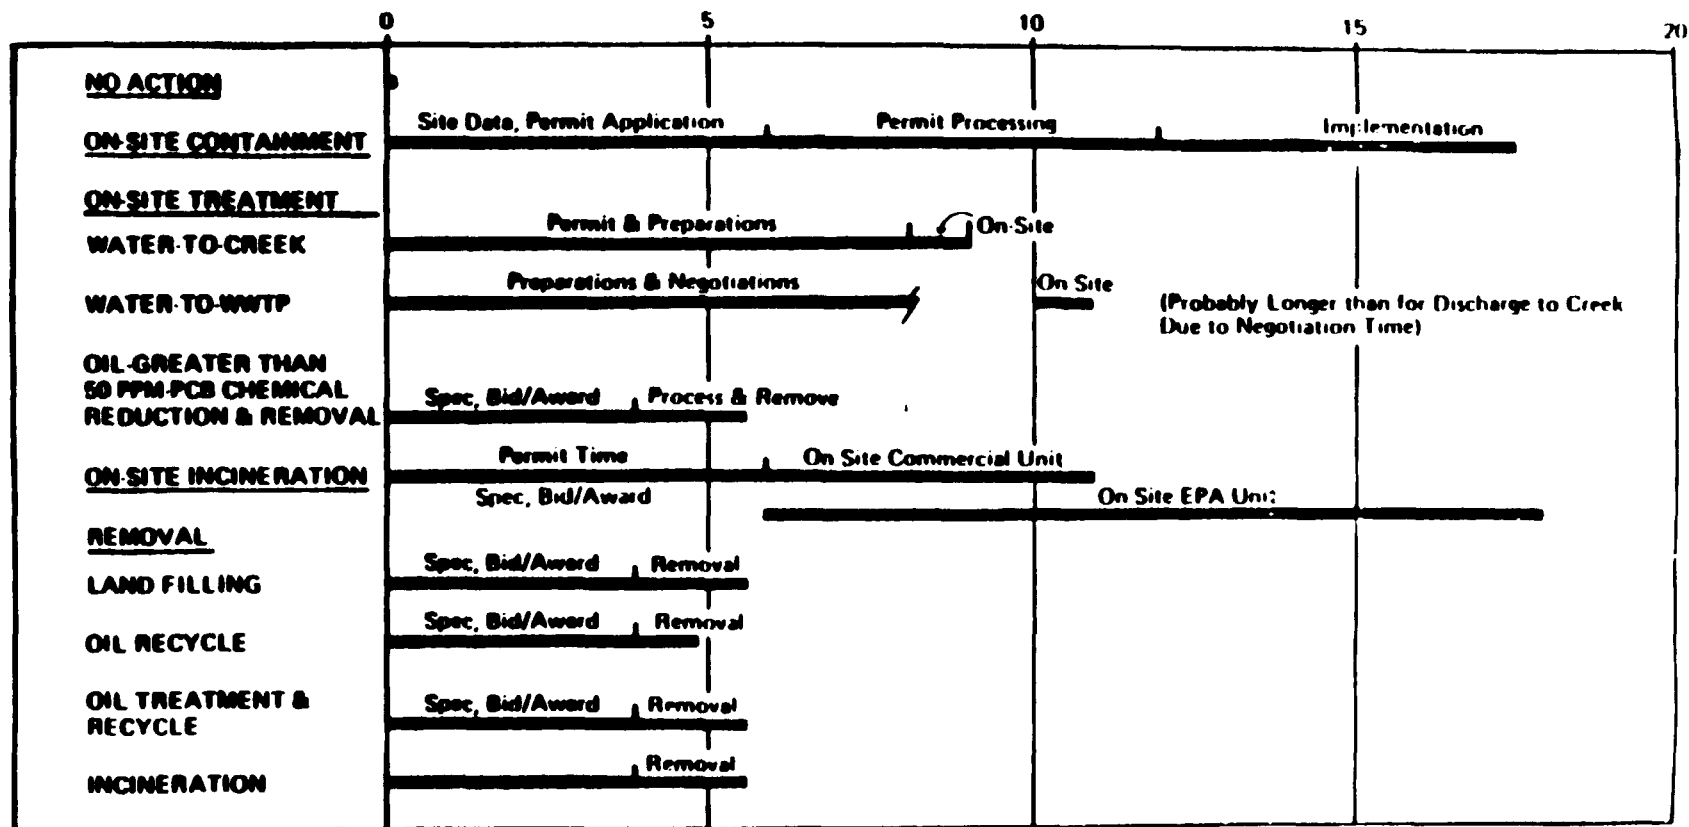 0 5 10 15 20
NO ACTION
Site Data, Permit Application Permit Processing Implementation
ON-SITE CONTAINMENT
ON-SITE TREATMENT
Permit & Preparations On-Site
WATER-TO-CREEK
Preparations & Negotiations On Site
WATER-TO-WWTP (Probably Longer than for Discharge to Creek
Due to Negotiation Time)
OIL-GREATER THAN
50 PPM-PCB CHEMICAL
Spec, Bid/Award Process & Remove
REDUCTION & REMOVAL
Permit Time On Site Commercial Unit
ON-SITE INCINERATION
Spec, Bid/Award On Site EPA Unit
REMOVAL
Spec, Bid/Award Removal
LAND FILLING
Spec, Bid/Award Removal
OIL RECYCLE
OIL TREATMENT &
Spec, Bid/Award Removal
RECYCLE
Removal
INCINERATION